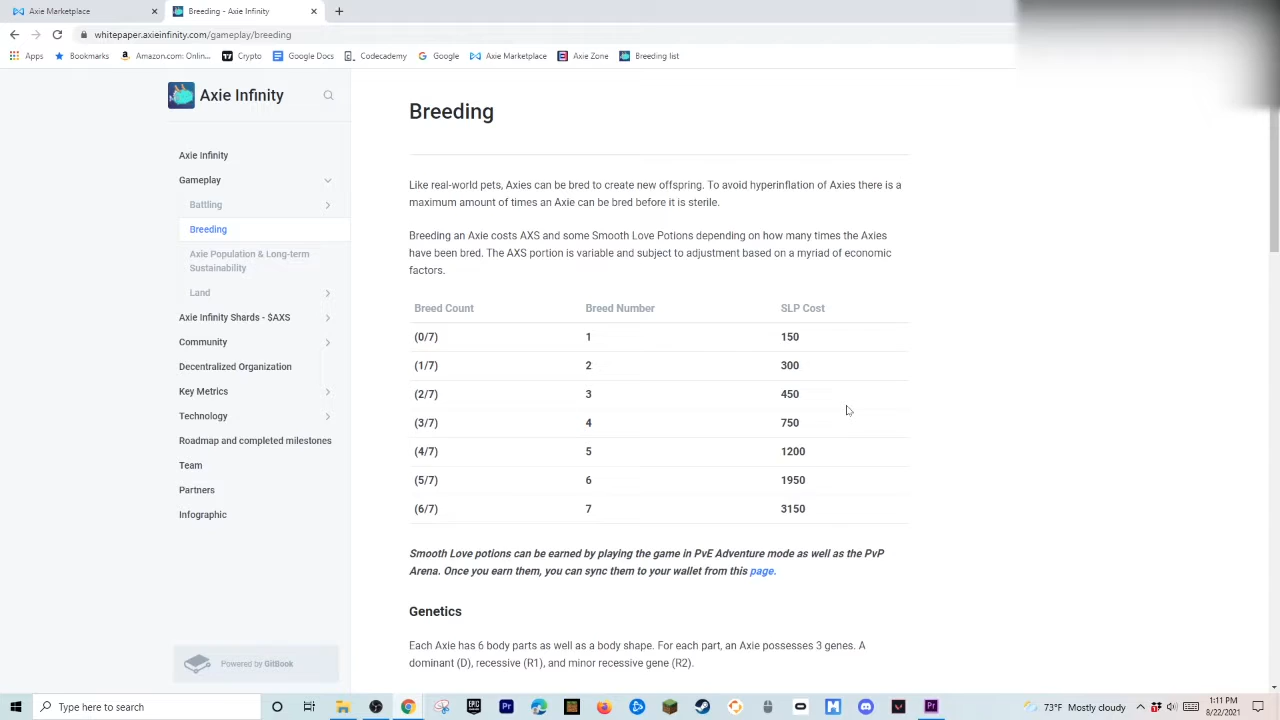 Axie Marketplace
Breeding - Axie Infinity
whitepaper.axieinfinity.com/gameplay/breeding
Apps
Bookmarks
Amazon.com: Onlin...
Crypto
Google Docs
Codecademy
Google
Axie Marketplace
Axie Zone
Breeding list
Axie Infinity
Axie Infinity
Gameplay
Battling
Breeding
Axie Population & Long-term
Sustainability
Land
Axie Infinity Shards - $AXS
Community
Decentralized Organization
Key Metrics
Technology
Roadmap and completed milestones
Team
Partners
Infographic
Powered by GitBook
Breeding
Like real-world pets, Axies can be bred to create new offspring. To avoid hyperinflation of Axies there is a
maximum amount of times an Axie can be bred before it is sterile.
Breeding an Axie costs AXS and some Smooth Love Potions depending on how many times the Axies
have been bred. The AXS portion is variable and subject to adjustment based on a myriad of economic
factors.
Breed Count Breed Number SLP Cost
(0/7) 1 150
(1/7) 2 300
(2/7) 3 450
(3/7) 4 750
(4/7) 5 1200
(5/7) 6 1950
(6/7) 7 3150
Smooth Love potions can be earned by playing the game in PvE Adventure mode as well as the PvP
Arena. Once you earn them, you can sync them to your wallet from this page.
Genetics
Each Axie has 6 body parts as well as a body shape. For each part, an Axie possesses 3 genes. A
dominant (D), recessive (R1), and minor recessive gene (R2).
Type here to search
73°F Mostly cloudy
1:11 PM
8/22/2021